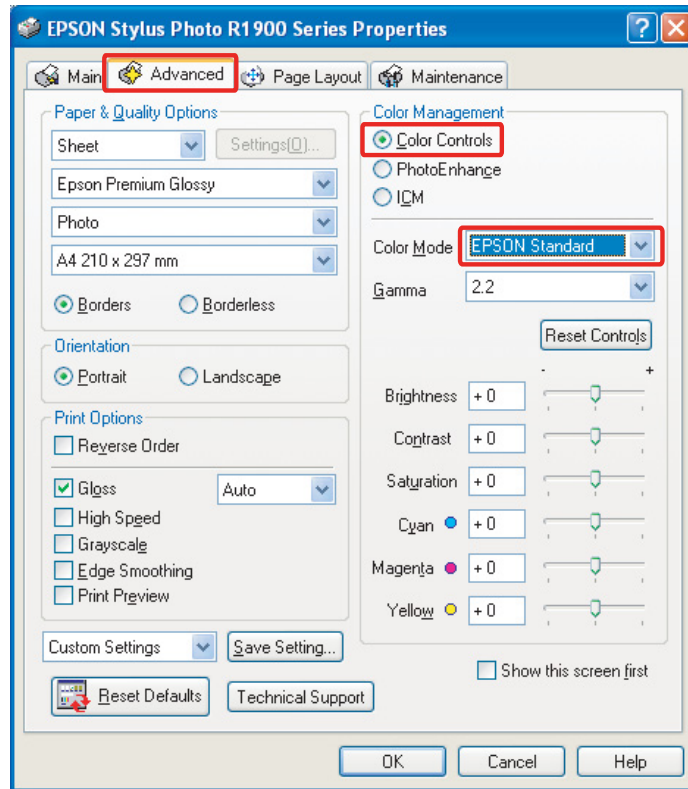 EPSON Stylus Photo R1900 Series Properties
Main Advanced Page Layout Maintenance
Paper & Quality Options
Sheet Settings(O)...
Epson Premium Glossy
Photo
A4 210 x 297 mm
Borders Borderless
Orientation
Portrait Landscape
Print Options
Reverse Order
Gloss Auto
High Speed
Grayscale
Edge Smoothing
Print Preview
Custom Settings Save Setting...
Reset Defaults Technical Support
Color Management
Color Controls
PhotoEnhance
ICM
Color Mode EPSON Standard
Gamma 2.2
Reset Controls
- +
Brightness + 0
Contrast + 0
Saturation + 0
Cyan + 0
Magenta + 0
Yellow + 0
Show this screen first
OK Cancel Help